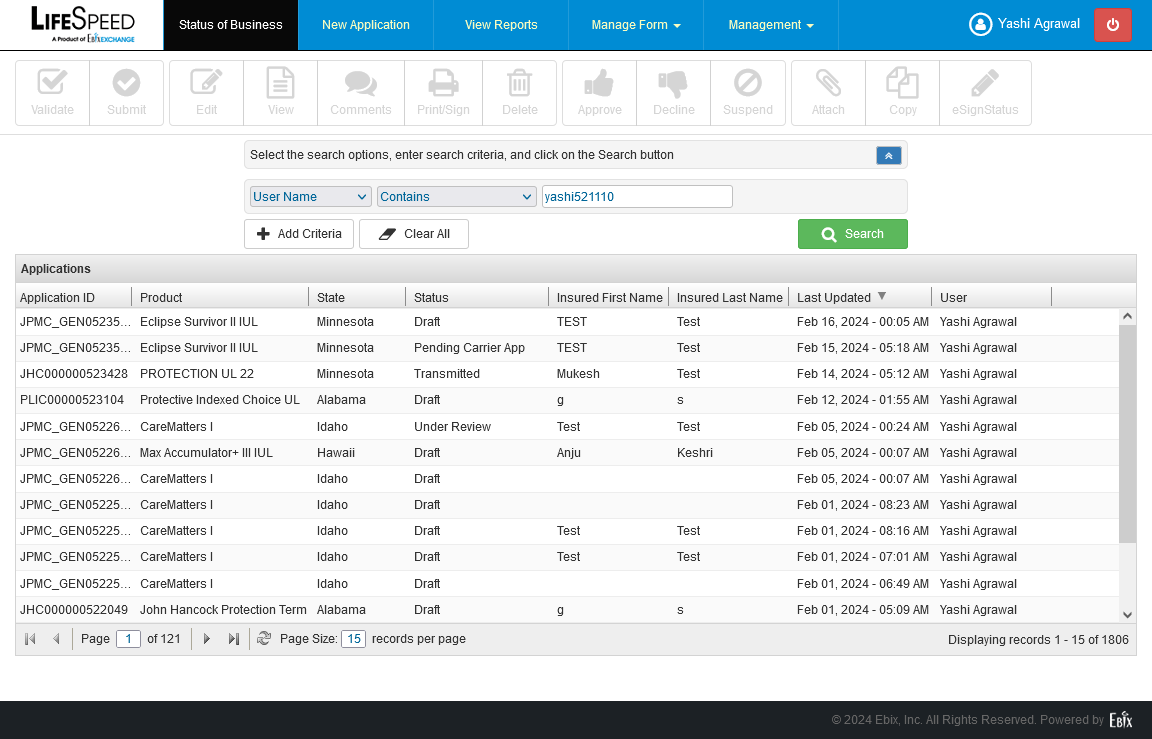 LIFESPEED
A Product of EbixEXCHANGE
Status of Business New Application View Reports Manage Form Management Yashi Agrawal
Validate Submit Edit View Comments Print/Sign Delete Approve Decline Suspend Attach Copy eSignStatus
Select the search options, enter search criteria, and click on the Search button
User Name Contains yashi521110
Add Criteria Clear All Search
Applications
Application ID Product State Status Insured First Name Insured Last Name Last Updated User
JPMC_GEN05235... Eclipse Survivor II IUL Minnesota Draft TEST Test Feb 16, 2024 - 00:05 AM Yashi Agrawal
JPMC_GEN05235... Eclipse Survivor II IUL Minnesota Pending Carrier App TEST Test Feb 15, 2024 - 05:18 AM Yashi Agrawal
JHC000000523428 PROTECTION UL 22 Minnesota Transmitted Mukesh Test Feb 14, 2024 - 05:12 AM Yashi Agrawal
PLIC00000523104 Protective Indexed Choice UL Alabama Draft g s Feb 12, 2024 - 01:55 AM Yashi Agrawal
JPMC_GEN05226... CareMatters I Idaho Under Review Test Test Feb 05, 2024 - 00:24 AM Yashi Agrawal
JPMC_GEN05226... Max Accumulator+ III IUL Hawaii Draft Anju Keshri Feb 05, 2024 - 00:07 AM Yashi Agrawal
JPMC_GEN05226... CareMatters I Idaho Draft Feb 05, 2024 - 00:07 AM Yashi Agrawal
JPMC_GEN05225... CareMatters I Idaho Draft Feb 01, 2024 - 08:23 AM Yashi Agrawal
JPMC_GEN05225... CareMatters I Idaho Draft Test Test Feb 01, 2024 - 08:16 AM Yashi Agrawal
JPMC_GEN05225... CareMatters I Idaho Draft Test Test Feb 01, 2024 - 07:01 AM Yashi Agrawal
JPMC_GEN05225... CareMatters I Idaho Draft Feb 01, 2024 - 06:49 AM Yashi Agrawal
JHC000000522049 John Hancock Protection Term Alabama Draft g s Feb 01, 2024 - 05:09 AM Yashi Agrawal
Page 1 of 121 Page Size: 15 records per page Displaying records 1 - 15 of 1806
© 2024 Ebix, Inc. All Rights Reserved. Powered by Ebix